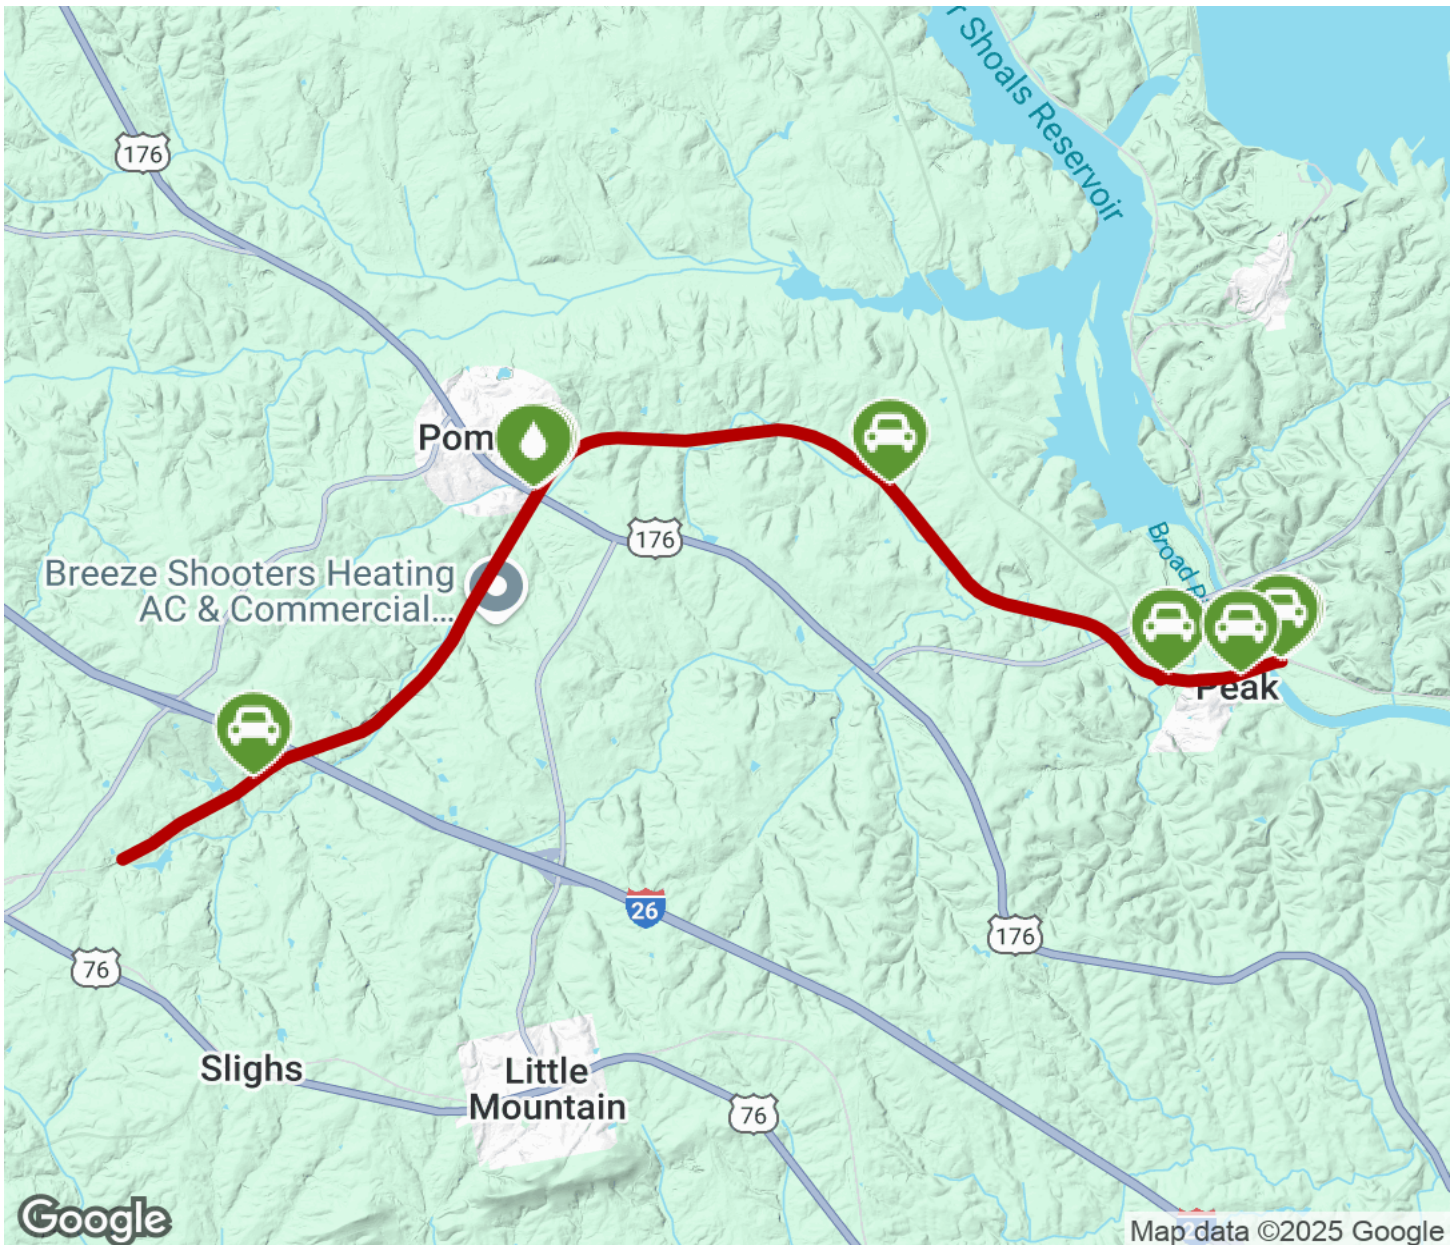 r Shoals Reservoir
176
Pom
176
Broad
Breeze Shooters Heating
AC & Commercial...
Peak
26
176
76
Slighs
Little
Mountain
76
Google
Map data ©2025 Google